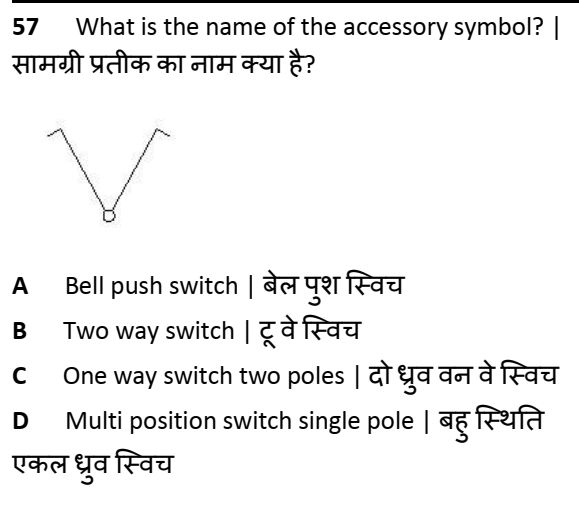 57 What is the name of the accessory symbol? |
सामग्री प्रतीक का नाम क्या है?
A Bell push switch | बेल पुश स्विच
B Two way switch | टू वे स्विच
C One way switch two poles | दो ध्रुव वन वे स्विच
D Multi position switch single pole | बहु स्थिति
एकल ध्रुव स्विच